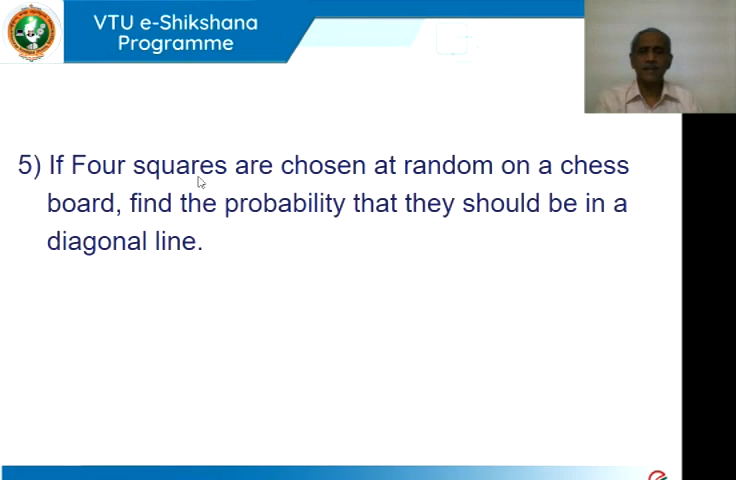 VTU e-Shikshana
Programme
5) If Four squares are chosen at random on a chess
board, find the probability that they should be in a
diagonal line.